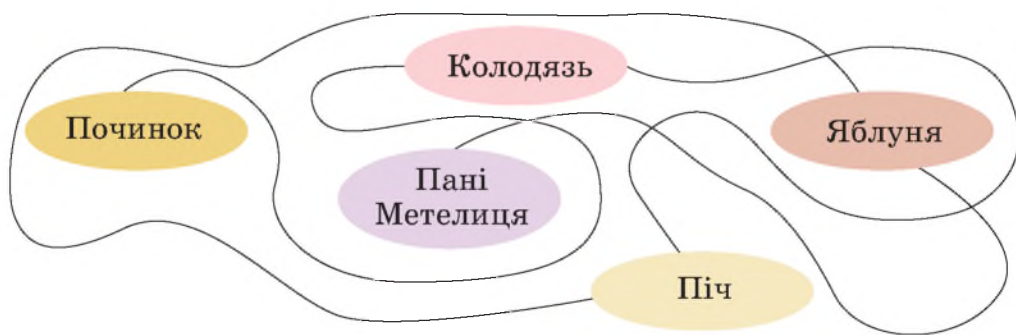 Колодязь
Починок
Яблуня
Пані
Метелиця
Піч